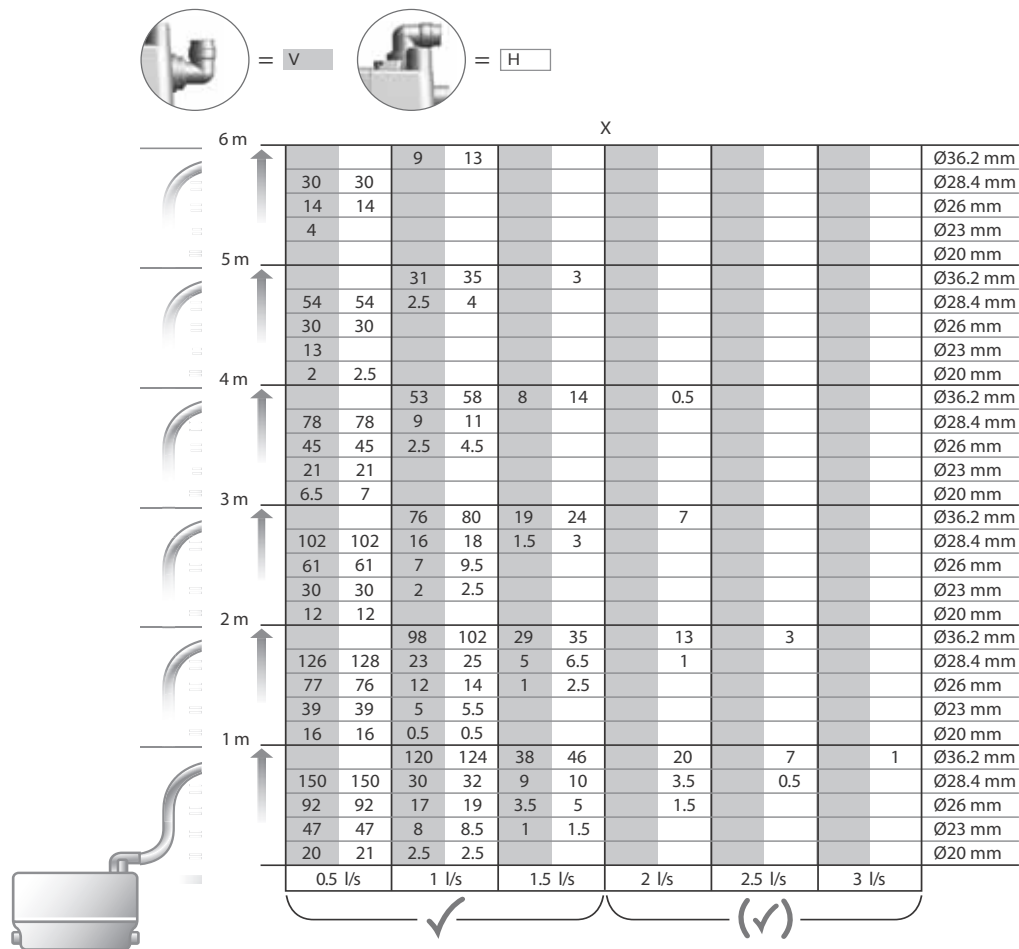 = V = H
X
6 m
9 13 Ø36.2 mm
30 30 Ø28.4 mm
14 14 Ø26 mm
4 Ø23 mm
Ø20 mm
5 m
31 35 3 Ø36.2 mm
54 54 2.5 4 Ø28.4 mm
30 30 Ø26 mm
13 Ø23 mm
2 2.5 Ø20 mm
4 m
53 58 8 14 0.5 Ø36.2 mm
78 78 9 11 Ø28.4 mm
45 45 2.5 4.5 Ø26 mm
21 21 Ø23 mm
6.5 7 Ø20 mm
3 m
76 80 19 24 7 Ø36.2 mm
102 102 16 18 1.5 3 Ø28.4 mm
61 61 7 9.5 Ø26 mm
30 30 2 2.5 Ø23 mm
12 12 Ø20 mm
2 m
98 102 29 35 13 3 Ø36.2 mm
126 128 23 25 5 6.5 1 Ø28.4 mm
77 76 12 14 1 2.5 Ø26 mm
39 39 5 5.5 Ø23 mm
16 16 0.5 0.5 Ø20 mm
1 m
120 124 38 46 20 7 1 Ø36.2 mm
150 150 30 32 9 10 3.5 0.5 Ø28.4 mm
92 92 17 19 3.5 5 1.5 Ø26 mm
47 47 8 8.5 1 1.5 Ø23 mm
20 21 2.5 2.5 Ø20 mm
0.5 l/s 1 l/s 1.5 l/s 2 l/s 2.5 l/s 3 l/s
✓ (✓)